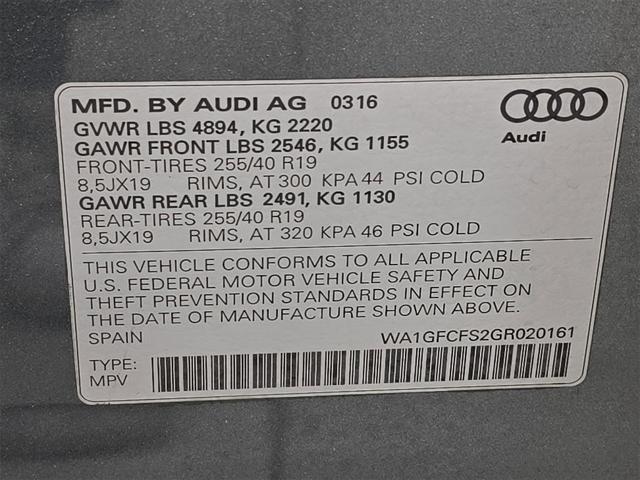 MFD. BY AUDI AG 0316
GVWR LBS 4894, KG 2220
GAWR FRONT LBS 2546, KG 1155
FRONT-TIRES 255/40 R19
8,5JX19 RIMS, AT 300 KPA 44 PSI COLD
GAWR REAR LBS 2491, KG 1130
REAR-TIRES 255/40 R19
8,5JX19 RIMS, AT 320 KPA 46 PSI COLD
Audi
THIS VEHICLE CONFORMS TO ALL APPLICABLE
U.S. FEDERAL MOTOR VEHICLE SAFETY AND
THEFT PREVENTION STANDARDS IN EFFECT ON
THE DATE OF MANUFACTURE SHOWN ABOVE.
SPAIN WA1GFCFS2GR020161
TYPE:
MPV